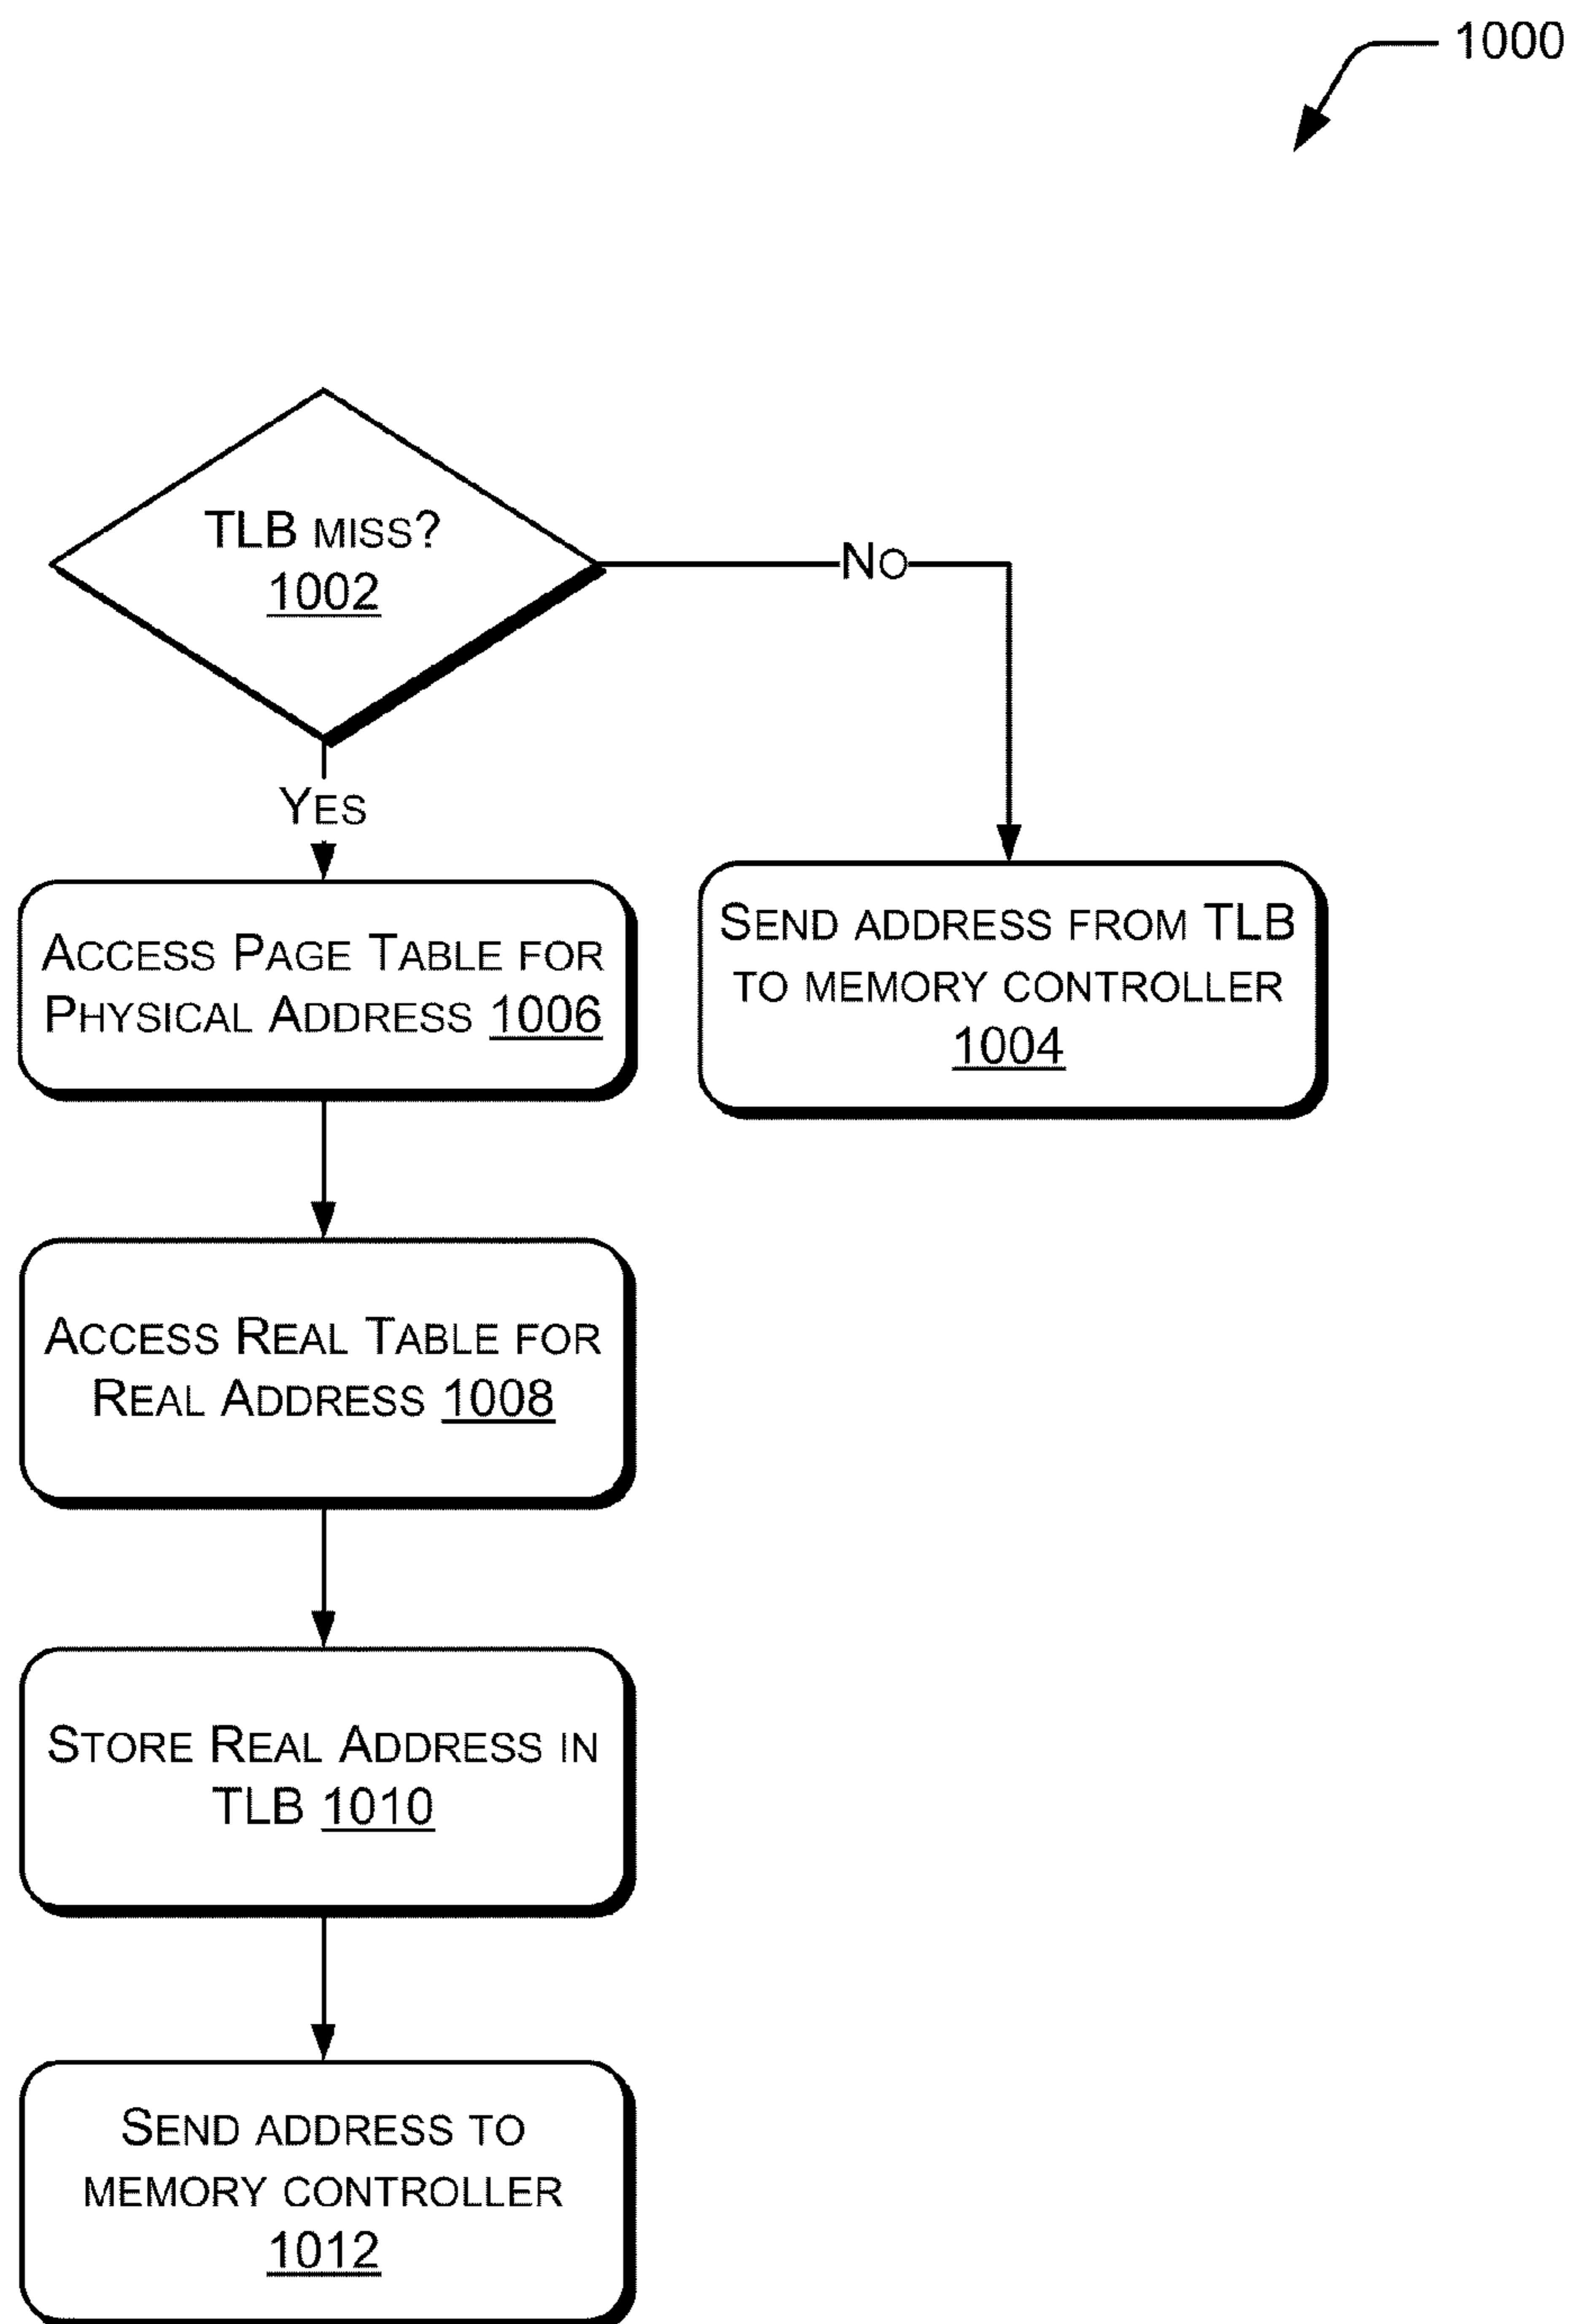 1000
TLB MISS?
1002
NO
YES
ACCESS PAGE TABLE FOR
PHYSICAL ADDRESS 1006
SEND ADDRESS FROM TLB
TO MEMORY CONTROLLER
1004
ACCESS REAL TABLE FOR
REAL ADDRESS 1008
STORE REAL ADDRESS IN
TLB 1010
SEND ADDRESS TO
MEMORY CONTROLLER
1012